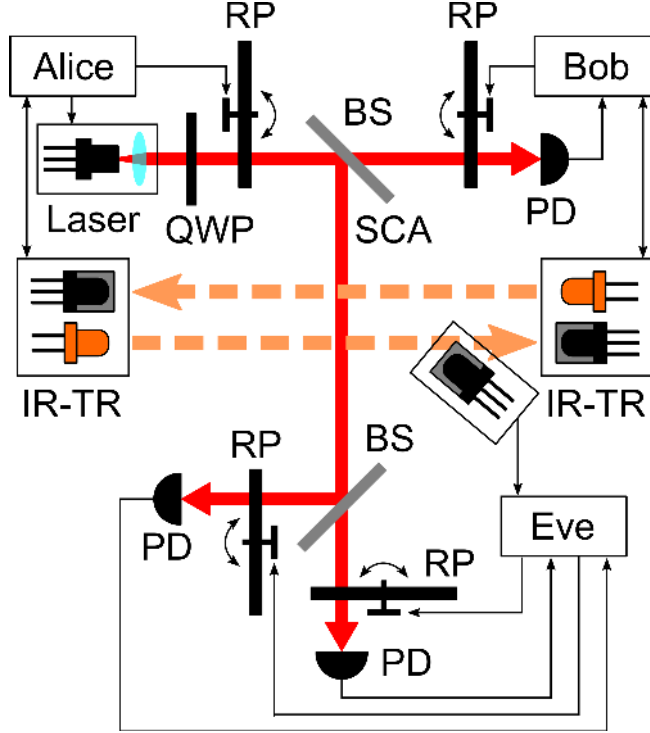 RP
RP
Alice
Bob
BS
Laser
QWP
SCA
PD
IR-TR
IR-TR
RP
BS
PD
Eve
RP
PD